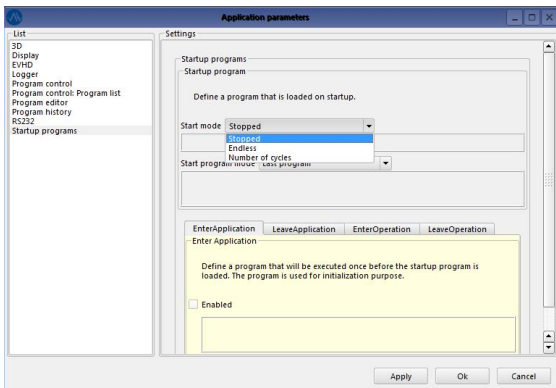 Application parameters
List
3D
Display
EVHD
Logger
Program control
Program control: Program list
Program editor
Program history
RS232
Startup programs
Settings
Startup programs
Startup program
Define a program that is loaded on startup.
Start mode Stopped
Stopped
Endless
Number of cycles
Start program mode Last program
EnterApplication LeaveApplication EnterOperation LeaveOperation
Enter Application
Define a program that will be executed once before the startup program is
loaded. The program is used for initialization purpose.
Enabled
Apply Ok Cancel